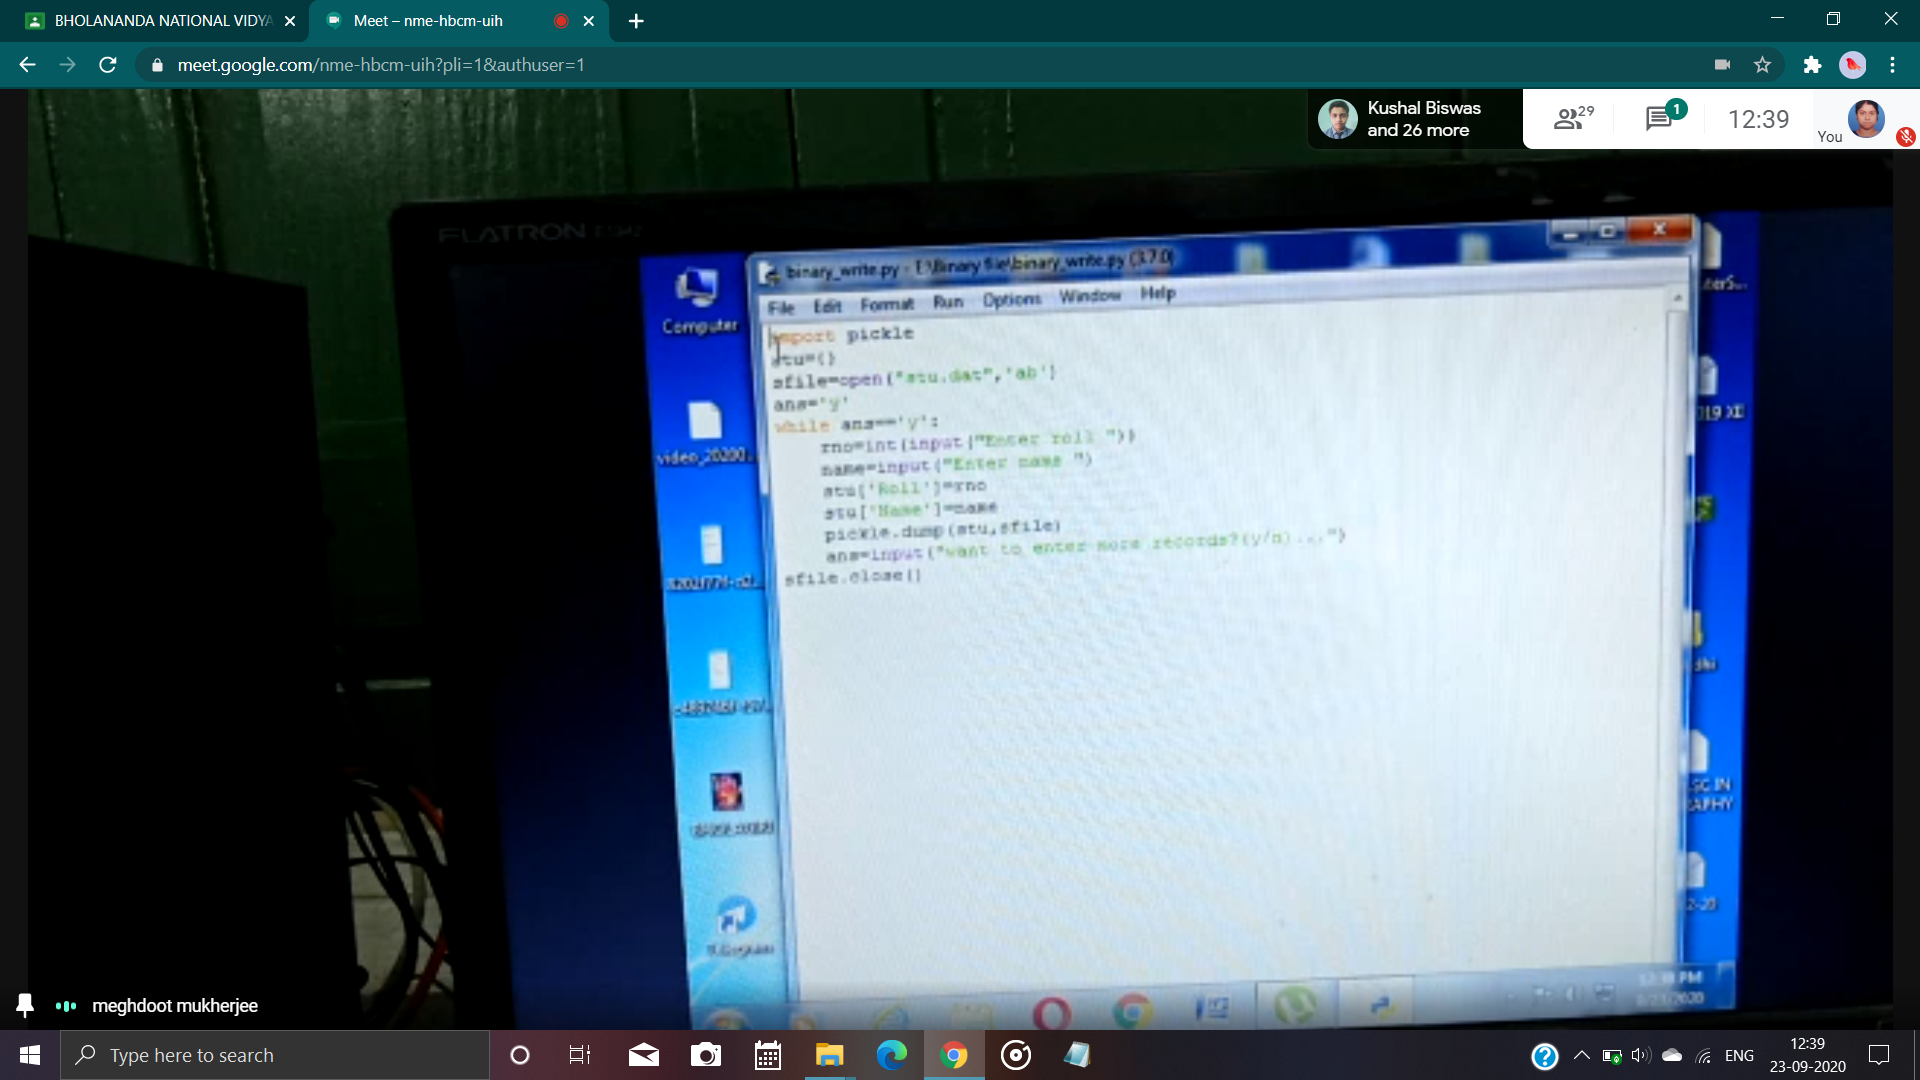 BHOLANANDA NATIONAL VIDYA
Meet – nme-hbcm-uih
meet.google.com/nme-hbcm-uih?pli=1&authuser=1
Kushal Biswas
and 26 more
29
1
12:39
You
FLATRON
binary_write.py - E:\Binary file\binary_write.py (3.7.0)
File Edit Format Run Options Window Help
Computer
import pickle
stu={}
sfile=open("stu.dat",'ab')
ans='y'
while ans=='y':
rno=int(input("Enter roll "))
name=input("Enter name ")
stu['Roll']=rno
stu['Name']=name
pickle.dump(stu,sfile)
ans=input("want to enter more records?(y/n)...")
sfile.close()
Telegram
meghdoot mukherjee
Type here to search
ENG
12:39
23-09-2020